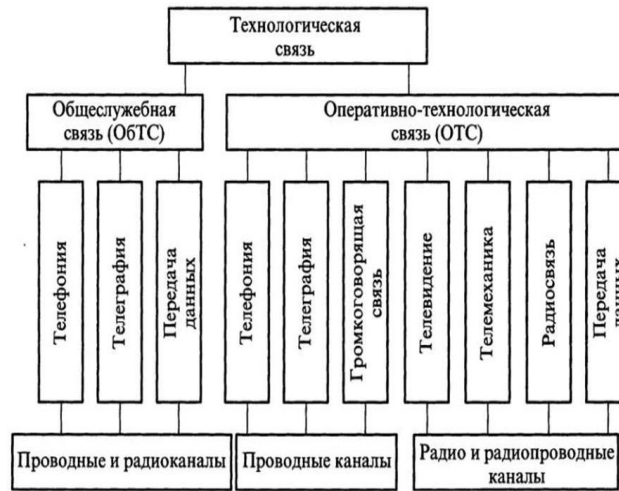 Технологическая
связь
Общеслужебная
связь (ОбТС)
Оперативно-технологическая
связь (ОТС)
Телефония
Телеграфия
Передача
данных
Телефония
Телеграфия
Громкоговорящая
связь
Телевидение
Телемеханика
Радиосвязь
Передача
данных
Проводные и радиоканалы
Проводные каналы
Радио и радиопроводные
каналы